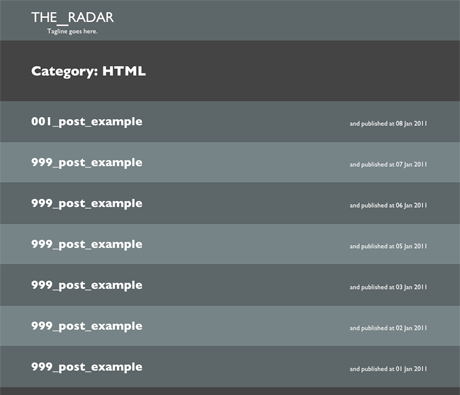 THE_RADAR
Tagline goes here.
Category: HTML
001_post_example
and published at 08 Jan 2011
999_post_example
and published at 07 Jan 2011
999_post_example
and published at 06 Jan 2011
999_post_example
and published at 05 Jan 2011
999_post_example
and published at 03 Jan 2011
999_post_example
and published at 02 Jan 2011
999_post_example
and published at 01 Jan 2011